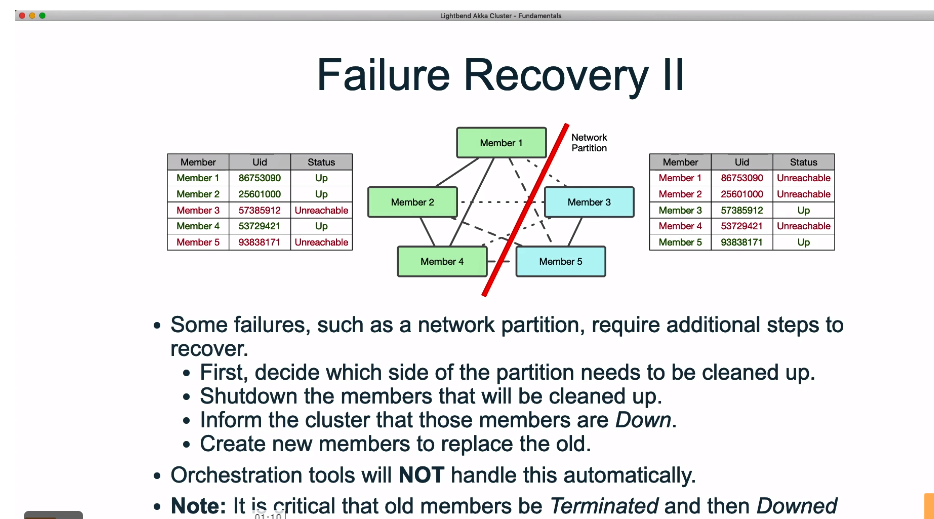 Lightbend Akka Cluster - Fundamentals
Failure Recovery II
Network
Partition
Member Uid Status
Member 1 86753090 Up
Member 2 25601000 Up
Member 3 57385912 Unreachable
Member 4 53729421 Up
Member 5 93838171 Unreachable
Member 1
Member 2
Member 3
Member 4
Member 5
Member Uid Status
Member 1 86753090 Unreachable
Member 2 25601000 Unreachable
Member 3 57385912 Up
Member 4 53729421 Unreachable
Member 5 93838171 Up
• Some failures, such as a network partition, require additional steps to
recover.
• First, decide which side of the partition needs to be cleaned up.
• Shutdown the members that will be cleaned up.
• Inform the cluster that those members are Down.
• Create new members to replace the old.
• Orchestration tools will NOT handle this automatically.
• Note: It is critical that old members be Terminated and then Downed
01:10